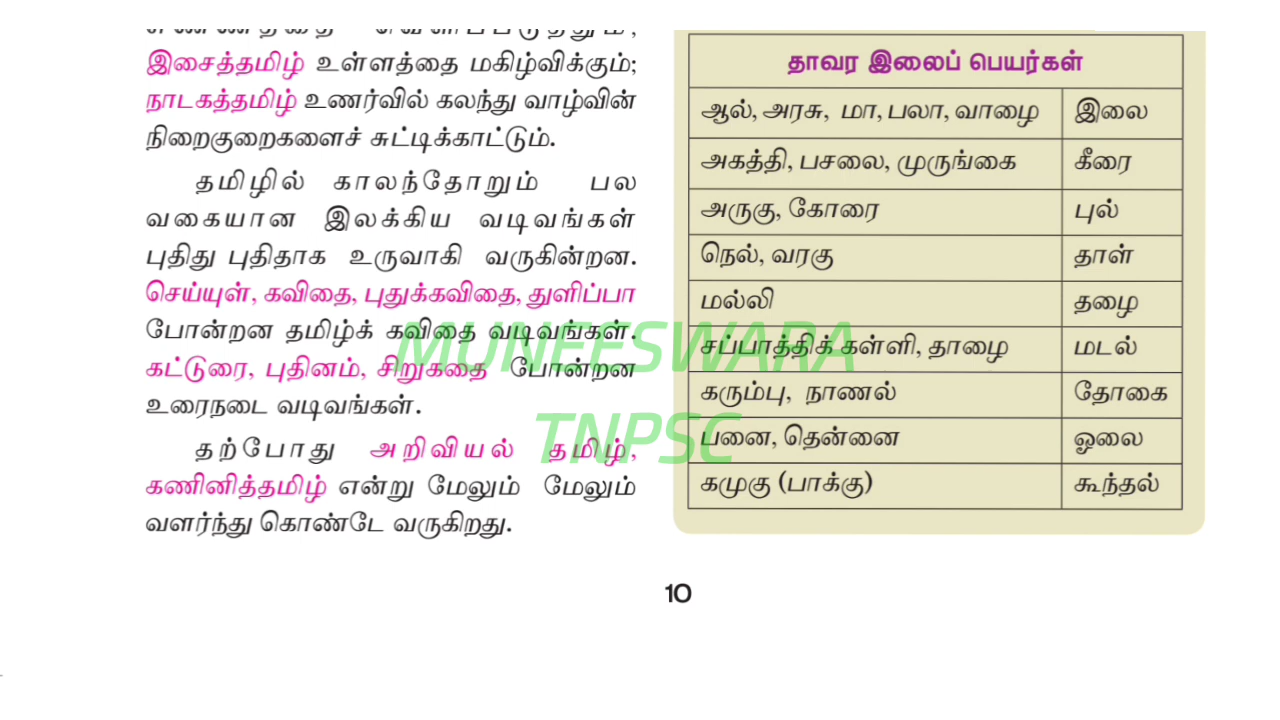 இசைத்தமிழ் உள்ளத்தை மகிழ்விக்கும்;
நாடகத்தமிழ் உணர்வில் கலந்து வாழ்வின்
நிறைகுறைகளைச் சுட்டிக்காட்டும்.
தமிழில் காலந்தோறும் பல
வகையான இலக்கிய வடிவங்கள்
புதிது புதிதாக உருவாகி வருகின்றன.
செய்யுள், கவிதை, புதுக்கவிதை, துளிப்பா
போன்றன தமிழ்க் கவிதை வடிவங்கள்.
கட்டுரை, புதினம், சிறுகதை போன்றன
உரைநடை வடிவங்கள்.
தற்போது அறிவியல் தமிழ்,
கணினித்தமிழ் என்று மேலும் மேலும்
வளர்ந்து கொண்டே வருகிறது.
தாவர இலைப் பெயர்கள்
ஆல், அரசு, மா, பலா, வாழை இலை
அகத்தி, பசலை, முருங்கை கீரை
அருகு, கோரை புல்
நெல், வரகு தாள்
மல்லி தழை
சப்பாத்திக் கள்ளி, தாழை மடல்
கரும்பு, நாணல் தோகை
பனை, தென்னை ஓலை
கமுகு (பாக்கு) கூந்தல்
MUNEESWARA
TNPSC
10